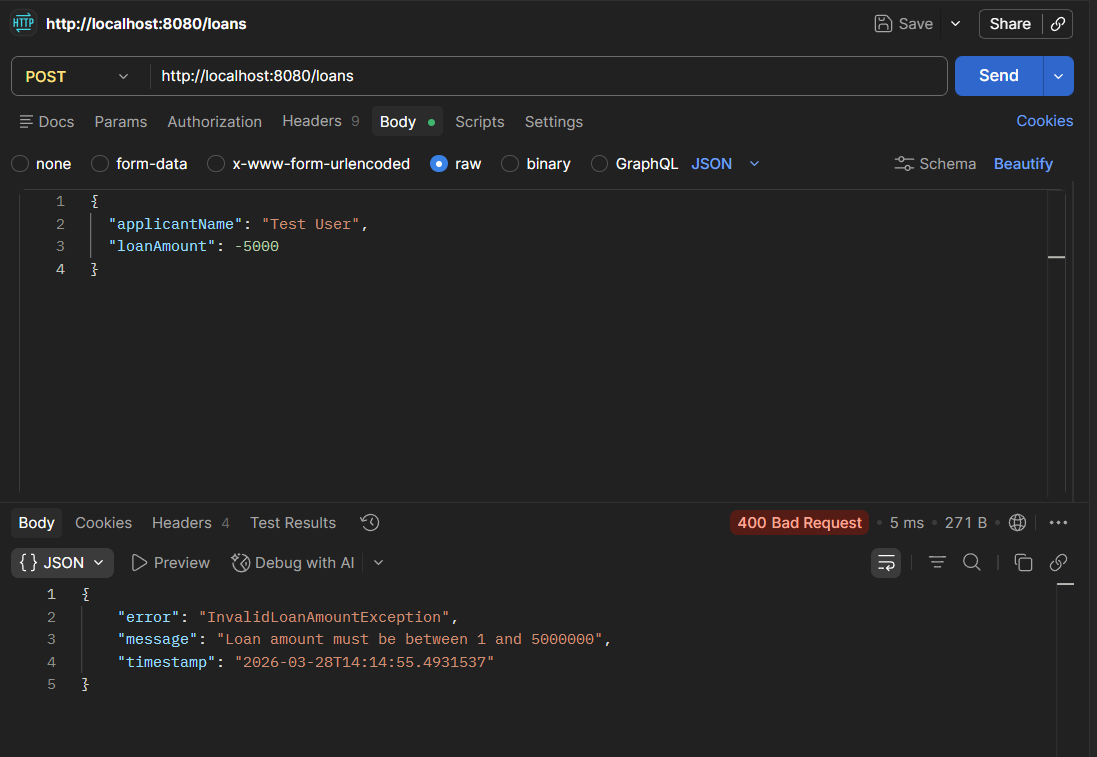 HTTP http://localhost:8080/loans Save Share
POST http://localhost:8080/loans Send
Docs Params Authorization Headers 9 Body Scripts Settings Cookies
none form-data x-www-form-urlencoded raw binary GraphQL JSON Schema Beautify
1 {
2 "applicantName": "Test User",
3 "loanAmount": -5000
4 }
Body Cookies Headers 4 Test Results 400 Bad Request • 5 ms • 271 B •
{} JSON Preview Debug with AI
1 {
2 "error": "InvalidLoanAmountException",
3 "message": "Loan amount must be between 1 and 5000000",
4 "timestamp": "2026-03-28T14:14:55.4931537"
5 }